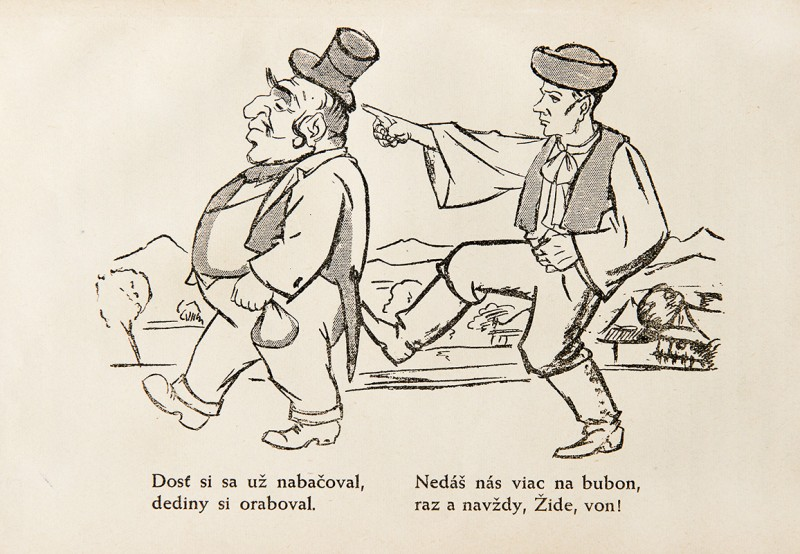 Dosť si sa už nabačoval,
dediny si oraboval.
Nedáš nás viac na bubon,
raz a navždy, Žide, von!